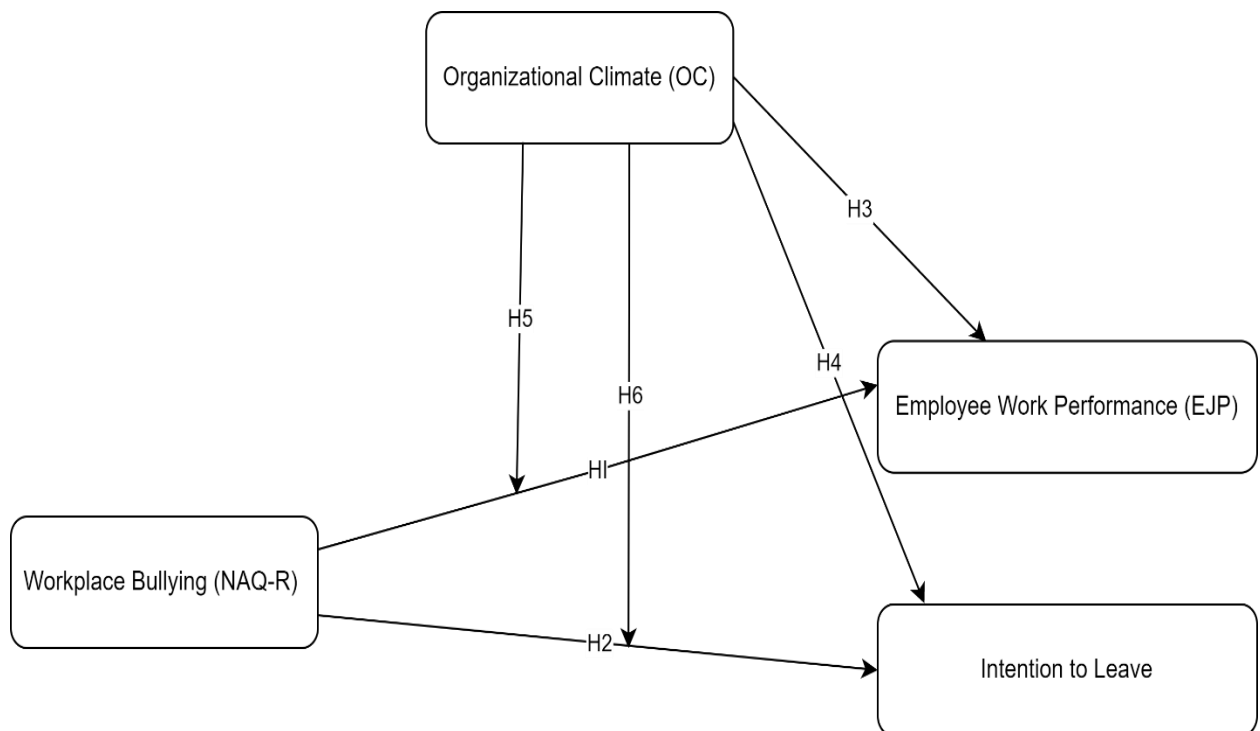 Organizational Climate (OC)
H3
H5
H4
H6
Employee Work Performance (EJP)
HI
Workplace Bullying (NAQ-R)
H2
Intention to Leave